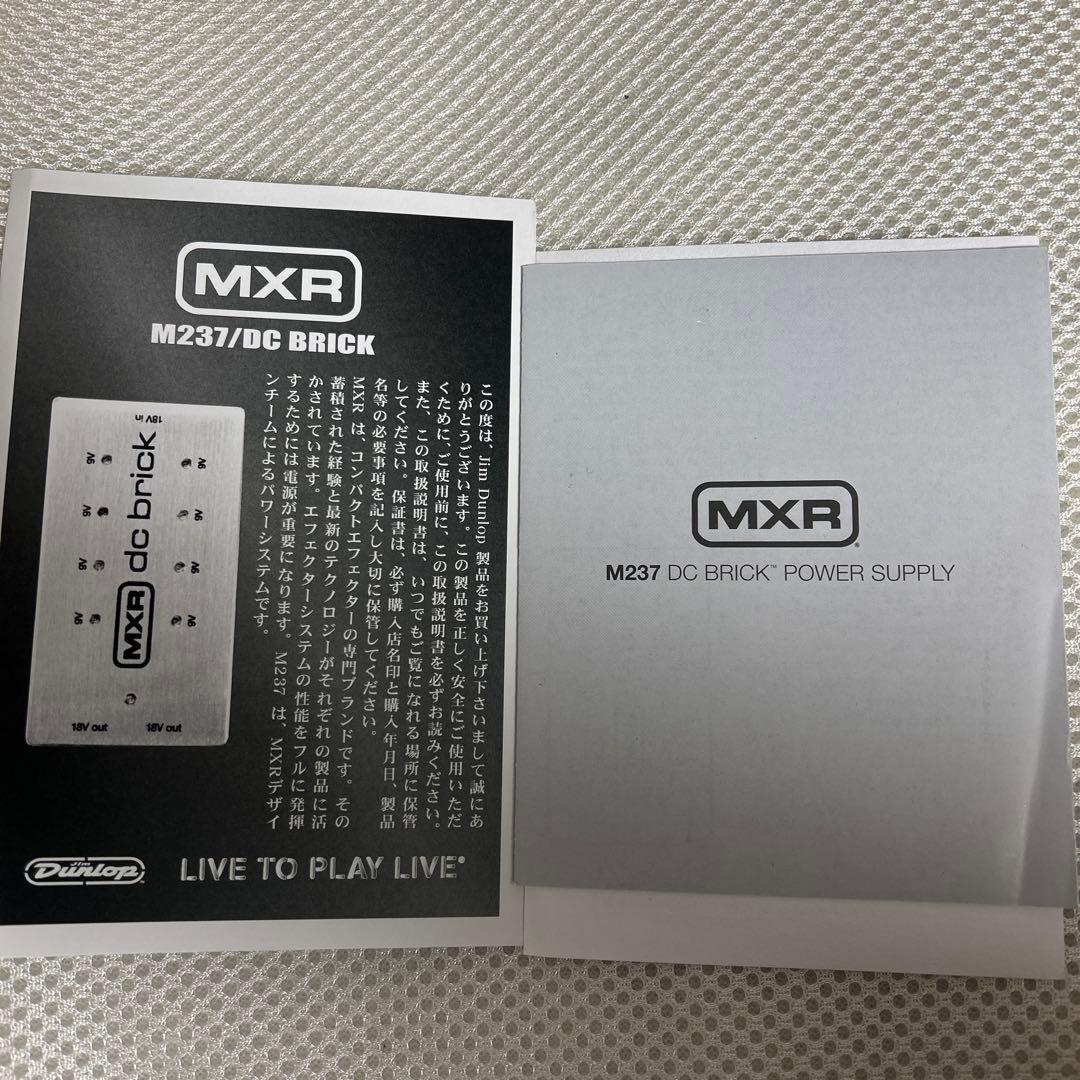 MXR
M237/DC BRICK
この度は、Jim Dunlop 製品をお買い上げ下さいまして誠にあ
りがとうございます。この製品を正しく安全にご使用いただ
くために、ご使用前に、この取扱説明書を必ずお読みください。
また、この取扱説明書は、いつでもご覧になれる場所に保管
してください。保証書は、必ず購入店名印と購入年月日、製品
名等の必要事項を記入し大切に保管してください。
MXR は、コンパクトエフェクターの専門ブランドです。その
蓄積された経験と最新のテクノロジーがそれぞれの製品に活
かされています。エフェクターシステムの性能をフルに発揮
するためには電源が重要になります。M237 は、MXRデザイ
ンチームによるパワーシステムです。
18V in
9V
9V
9V
9V
MXR dc brick
9V
9V
9V
9V
18V out
18V out
Jim Dunlop
LIVE TO PLAY LIVE®
MXR®
M237 DC BRICK™ POWER SUPPLY